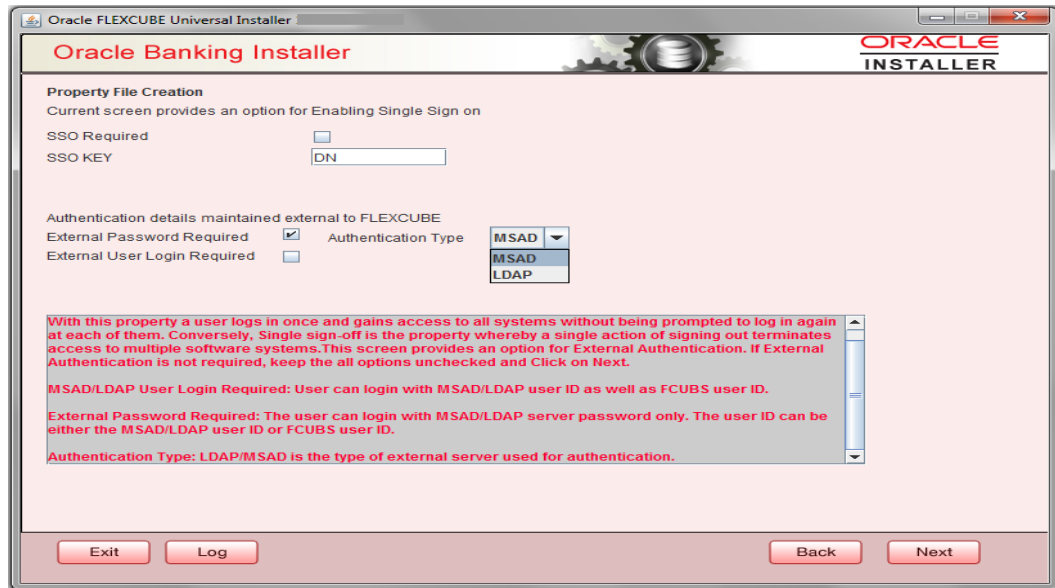 Oracle FLEXCUBE Universal Installer
Oracle Banking Installer
ORACLE
INSTALLER
Property File Creation
Current screen provides an option for Enabling Single Sign on
SSO Required
SSO KEY
DN
Authentication details maintained external to FLEXCUBE
External Password Required
Authentication Type
MSAD
External User Login Required
MSAD
LDAP
With this property a user logs in once and gains access to all systems without being prompted to log in again
at each of them. Conversely, Single sign-off is the property whereby a single action of signing out terminates
access to multiple software systems.This screen provides an option for External Authentication. If External
Authentication is not required, keep the all options unchecked and Click on Next.
MSAD/LDAP User Login Required: User can login with MSAD/LDAP user ID as well as FCUBS user ID.
External Password Required: The user can login with MSAD/LDAP server password only. The user ID can be
either the MSAD/LDAP user ID or FCUBS user ID.
Authentication Type: LDAP/MSAD is the type of external server used for authentication.
Exit
Log
Back
Next